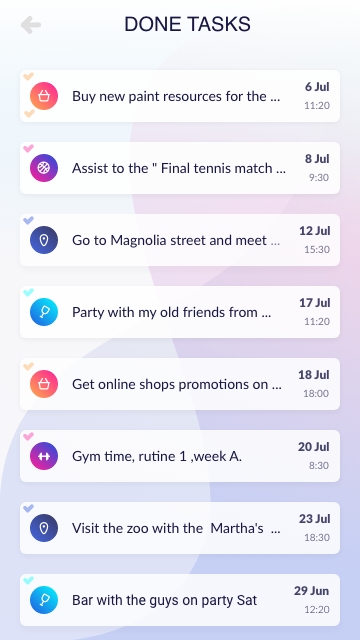 DONE TASKS
Buy new paint resources for the ...
6 Jul
11:20
Assist to the " Final tennis match ...
8 Jul
9:30
Go to Magnolia street and meet ...
12 Jul
15:30
Party with my old friends from ...
17 Jul
11:20
Get online shops promotions on ...
18 Jul
18:00
Gym time, rutine 1 ,week A.
20 Jul
8:30
Visit the zoo with the  Martha's  ...
23 Jul
18:30
Bar with the guys on party Sat
29 Jun
12:20